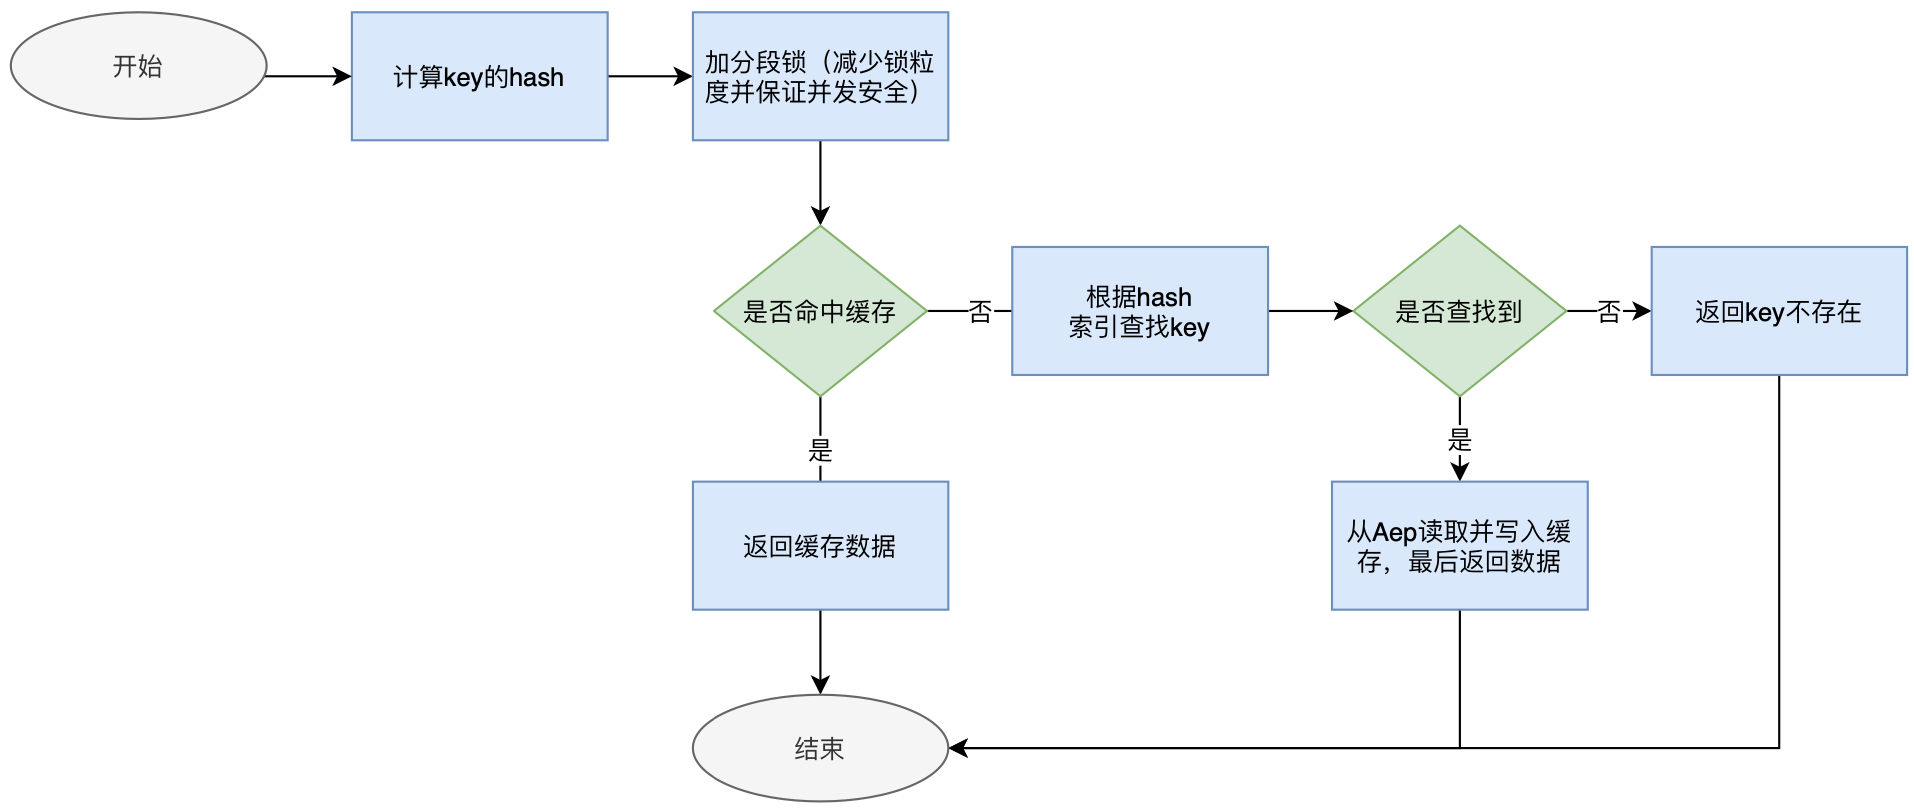 开始
计算key的hash
加分段锁（减少锁粒
度并保证并发安全）
是否命中缓存
否
根据hash
索引查找key
是否查找到
否
返回key不存在
是
是
返回缓存数据
从Aep读取并写入缓
存，最后返回数据
结束